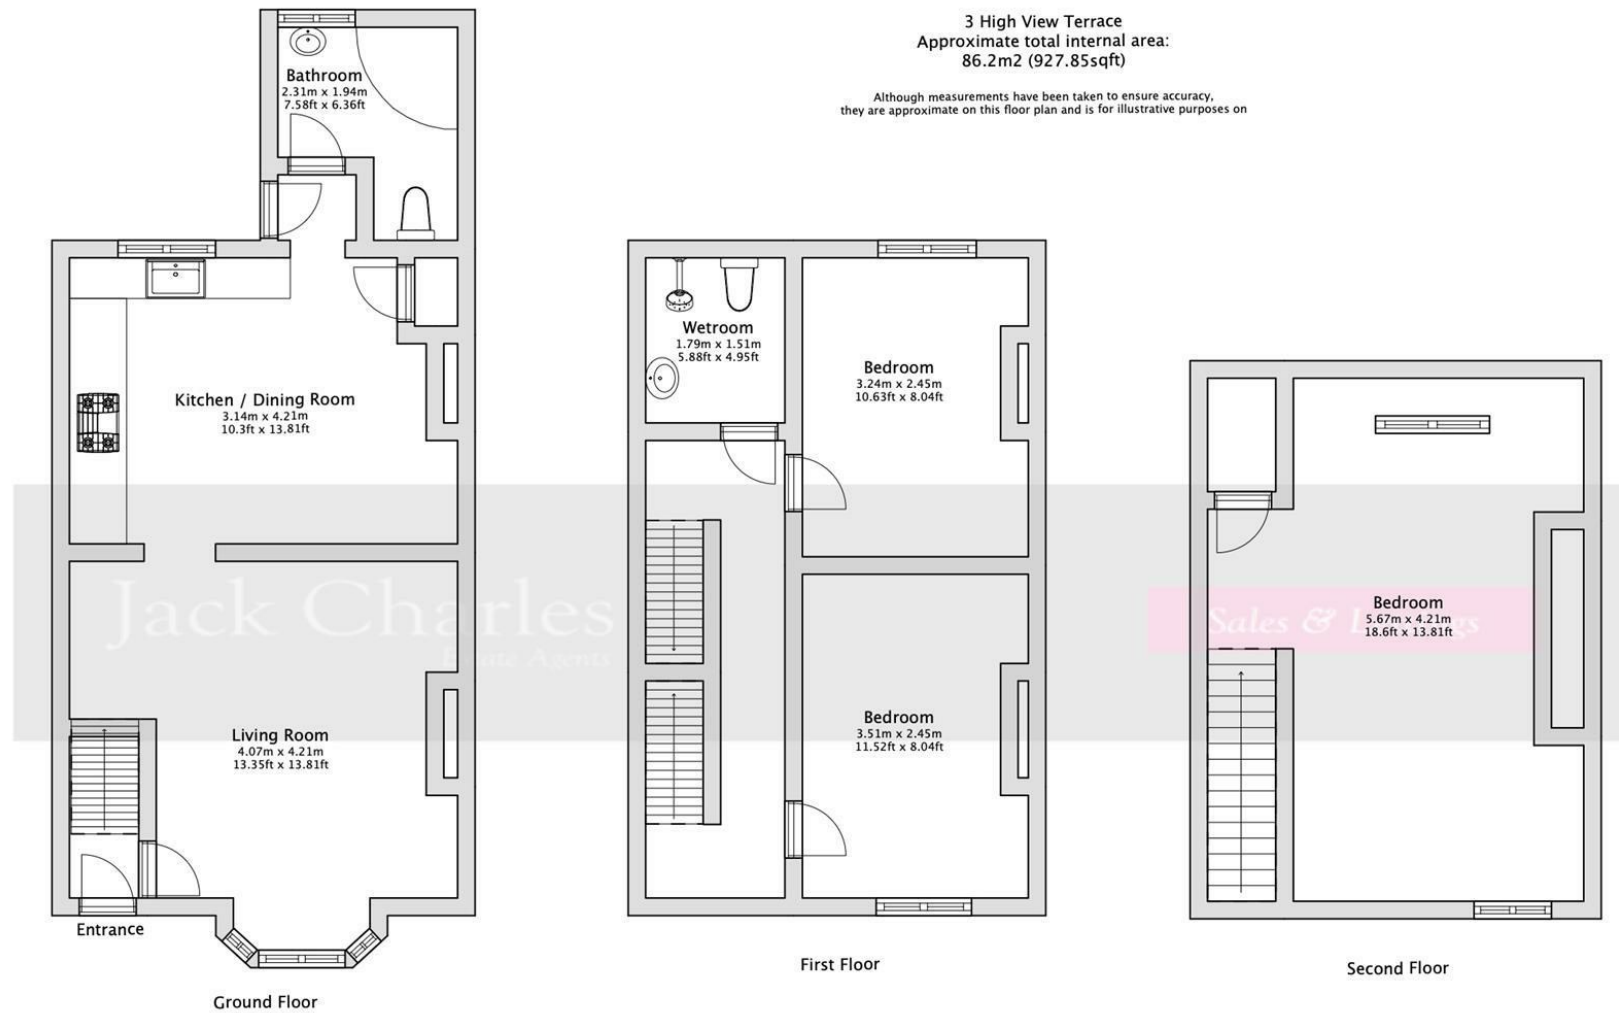 3 High View Terrace
Approximate total internal area:
86.2m2 (927.85sqft)
Although measurements have been taken to ensure accuracy,
they are approximate on this floor plan and is for illustrative purposes on
Bathroom
2.31m x 1.94m
7.58ft x 6.36ft
Kitchen / Dining Room
3.14m x 4.21m
10.3ft x 13.81ft
Living Room
4.07m x 4.21m
13.35ft x 13.81ft
Entrance
Ground Floor
Wetroom
1.79m x 1.51m
5.88ft x 4.95ft
Bedroom
3.24m x 2.45m
10.63ft x 8.04ft
Bedroom
3.51m x 2.45m
11.52ft x 8.04ft
First Floor
Bedroom
5.67m x 4.21m
18.6ft x 13.81ft
Second Floor
Jack Charles
Estate Agents
Sales &